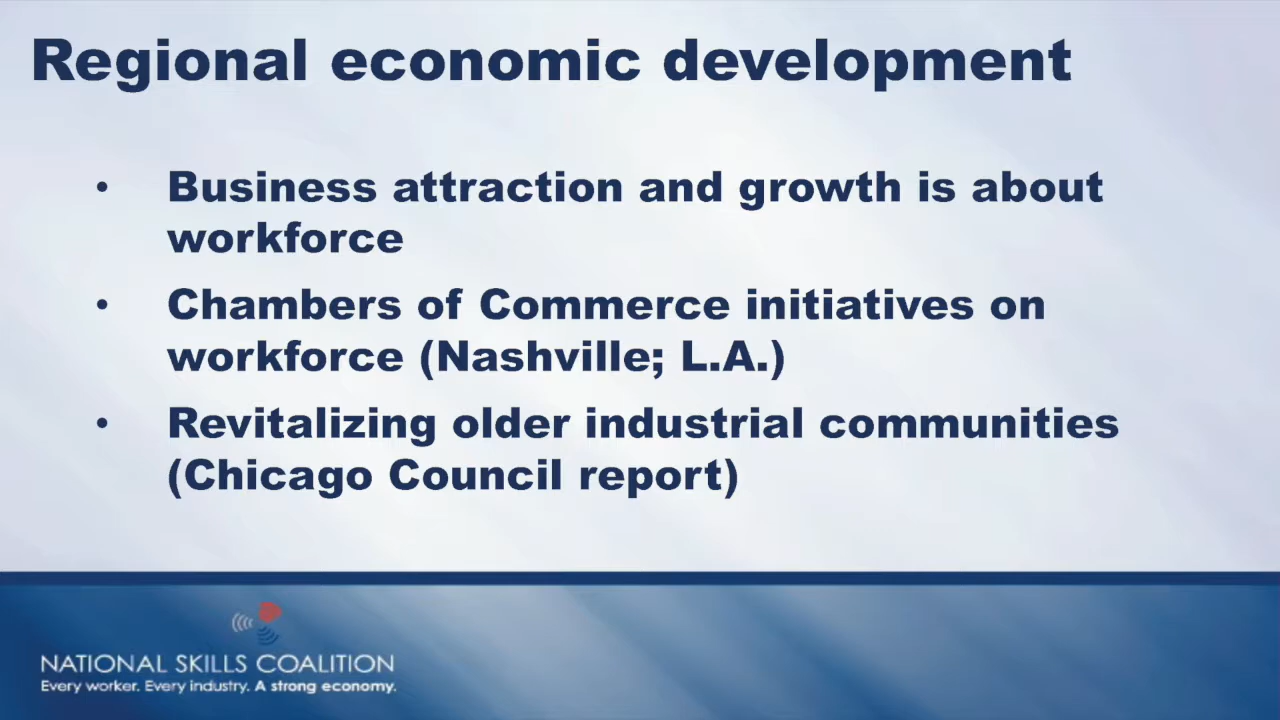 Regional economic development
• Business attraction and growth is about
workforce
• Chambers of Commerce initiatives on
workforce (Nashville; L.A.)
• Revitalizing older industrial communities
(Chicago Council report)
NATIONAL SKILLS COALITION
Every worker. Every industry. A strong economy.